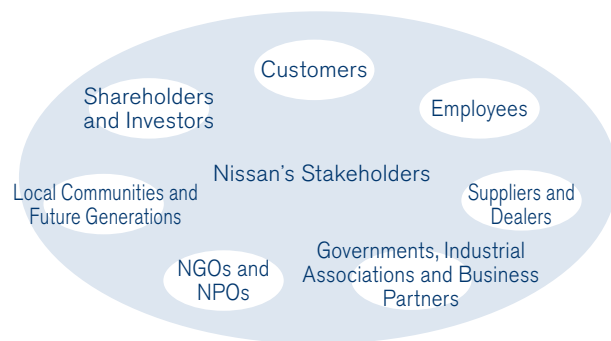 Customers
Shareholders
and Investors
Employees
Nissan's Stakeholders
Local Communities and
Future Generations
Suppliers and
Dealers
NGOs and
NPOs
Governments, Industrial
Associations and Business
Partners